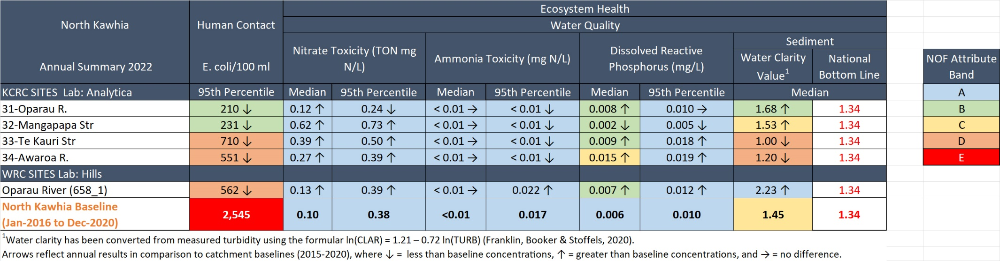 Ecosystem Health
North Kawhia Human Contact Water Quality
Sediment
Nitrate Toxicity (TON mg Ammonia Toxicity (mg N/L) Dissolved Reactive Water Clarity National NOF Attribute
Annual Summary 2022 E. coli/100 ml N/L) Phosphorus (mg/L) Value1 Bottom Line Band
KCRC SITES Lab: Analytica 95th Percentile Median 95th Percentile Median 95th Percentile Median 95th Percentile Median A
31-Oparau R. 210 ↓ 0.12 ↑ 0.24 ↓ < 0.01 → < 0.01 ↓ 0.008 ↑ 0.010 → 1.68 ↑ 1.34 B
32-Mangapapa Str 231 ↓ 0.62 ↑ 0.73 ↑ < 0.01 → < 0.01 ↓ 0.002 ↓ 0.005 ↓ 1.53 ↑ 1.34 C
33-Te Kauri Str 710 ↓ 0.39 ↑ 0.50 ↑ < 0.01 → < 0.01 ↓ 0.009 ↑ 0.018 ↑ 1.00 ↓ 1.34 D
34-Awaroa R. 551 ↓ 0.27 ↑ 0.39 ↑ < 0.01 → < 0.01 ↓ 0.015 ↑ 0.019 ↑ 1.20 ↓ 1.34 E
WRC SITES Lab: Hills
Oparau River (658_1) 562 ↓ 0.13 ↑ 0.39 ↑ < 0.01 → 0.022 ↑ 0.007 ↑ 0.012 ↑ 2.23 ↑ 1.34
North Kawhia Baseline
(Jan-2016 to Dec-2020) 2,545 0.10 0.38 <0.01 0.017 0.006 0.010 1.45 1.34
1Water clarity has been converted from measured turbidity using the formular ln(CLAR) = 1.21 – 0.72 ln(TURB) (Franklin, Booker & Stoffels, 2020).
Arrows reflect annual results in comparison to catchment baselines (2015-2020), where ↓ = less than baseline concentrations, ↑ = greater than baseline concentrations, and → = no difference.